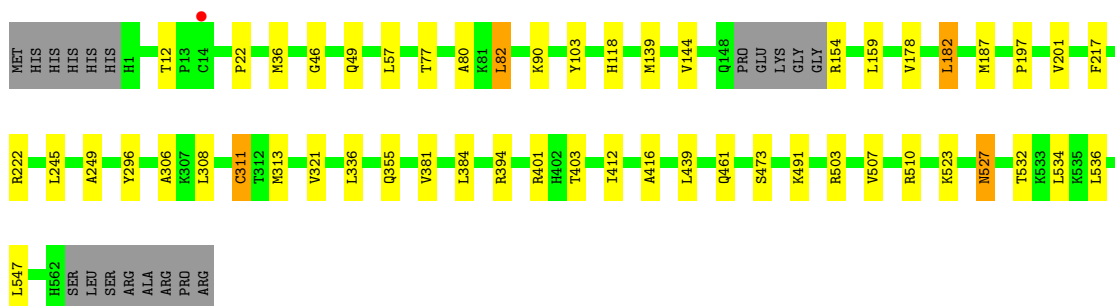 MET HIS HIS HIS HIS HIS H1 T12 P13 C14 P22 M36 G46 Q49 L57 T77 A80 K81 L82 K90 Y103 H118 M139 V144 Q148 PRO GLU LYS GLY GLY R154 L159 V178 L182 M187 P197 V201 F217
R222 L245 A249 Y296 A306 K307 L308 C311 T312 M313 V321 L336 Q355 V381 L384 R394 R401 H402 T403 I412 A416 L439 Q461 S473 K491 R503 V507 R510 K523 N527 T532 K533 L534 K535 L536
L547 H562 SER LEU SER ARG ALA ARG PRO ARG